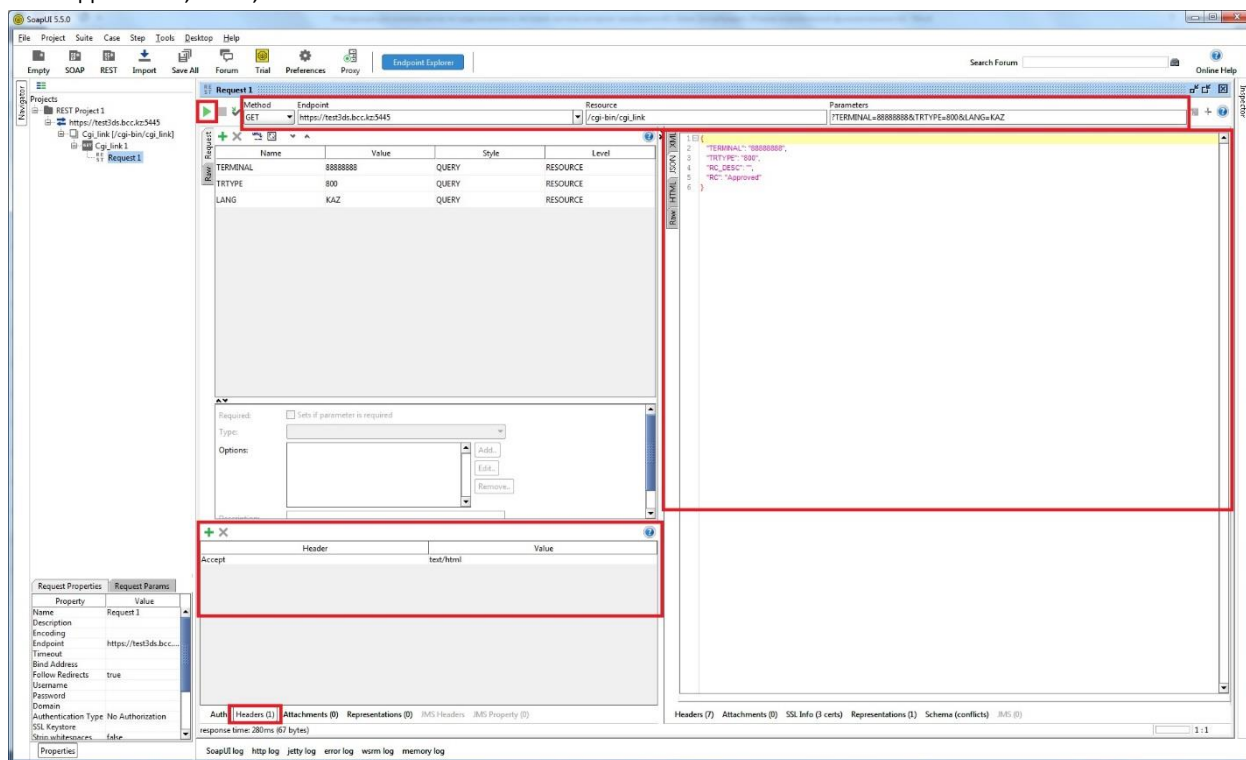 SoapUI 5.5.0
File Project Suite Case Step Tools Desktop Help
Empty SOAP REST Import Save All Forum Trial Preferences Proxy Endpoint Explorer Search Forum Online Help
Navigator
Projects
REST Project 1
https://test3ds.bcc.kz:5445
Cgi_link [/cgi-bin/cgi_link]
Cgi_link 1
Request 1
Request 1
Method Endpoint Resource Parameters
GET https://test3ds.bcc.kz:5445 /cgi-bin/cgi_link ?TERMINAL=88888888&TRTYPE=800&LANG=KAZ
Inspector
Request
Raw
Name Value Style Level
TERMINAL 88888888 QUERY RESOURCE
TRTYPE 800 QUERY RESOURCE
LANG KAZ QUERY RESOURCE
Required: Sets if parameter is required
Type:
Options: Add..
Edit..
Remove..
Header Value
Accept text/html
Auth Headers (1) Attachments (0) Representations (0) JMS Headers JMS Property (0)
response time: 280ms (67 bytes)
XML
JSON
HTML
Raw
1 {
2 "TERMINAL": "88888888",
3 "TRTYPE": "800",
4 "RC_DESC": "",
5 "RC": "Approved"
6 }
Headers (7) Attachments (0) SSL Info (3 certs) Representations (1) Schema (conflicts) JMS (0)
1:1
Request Properties Request Params
Property Value
Name Request 1
Description
Encoding
Endpoint https://test3ds.bcc....
Timeout
Bind Address
Follow Redirects true
Username
Password
Domain
Authentication Type No Authorization
SSL Keystore
Strip whitespaces false
Properties
SoapUI log http log jetty log error log wsrm log memory log